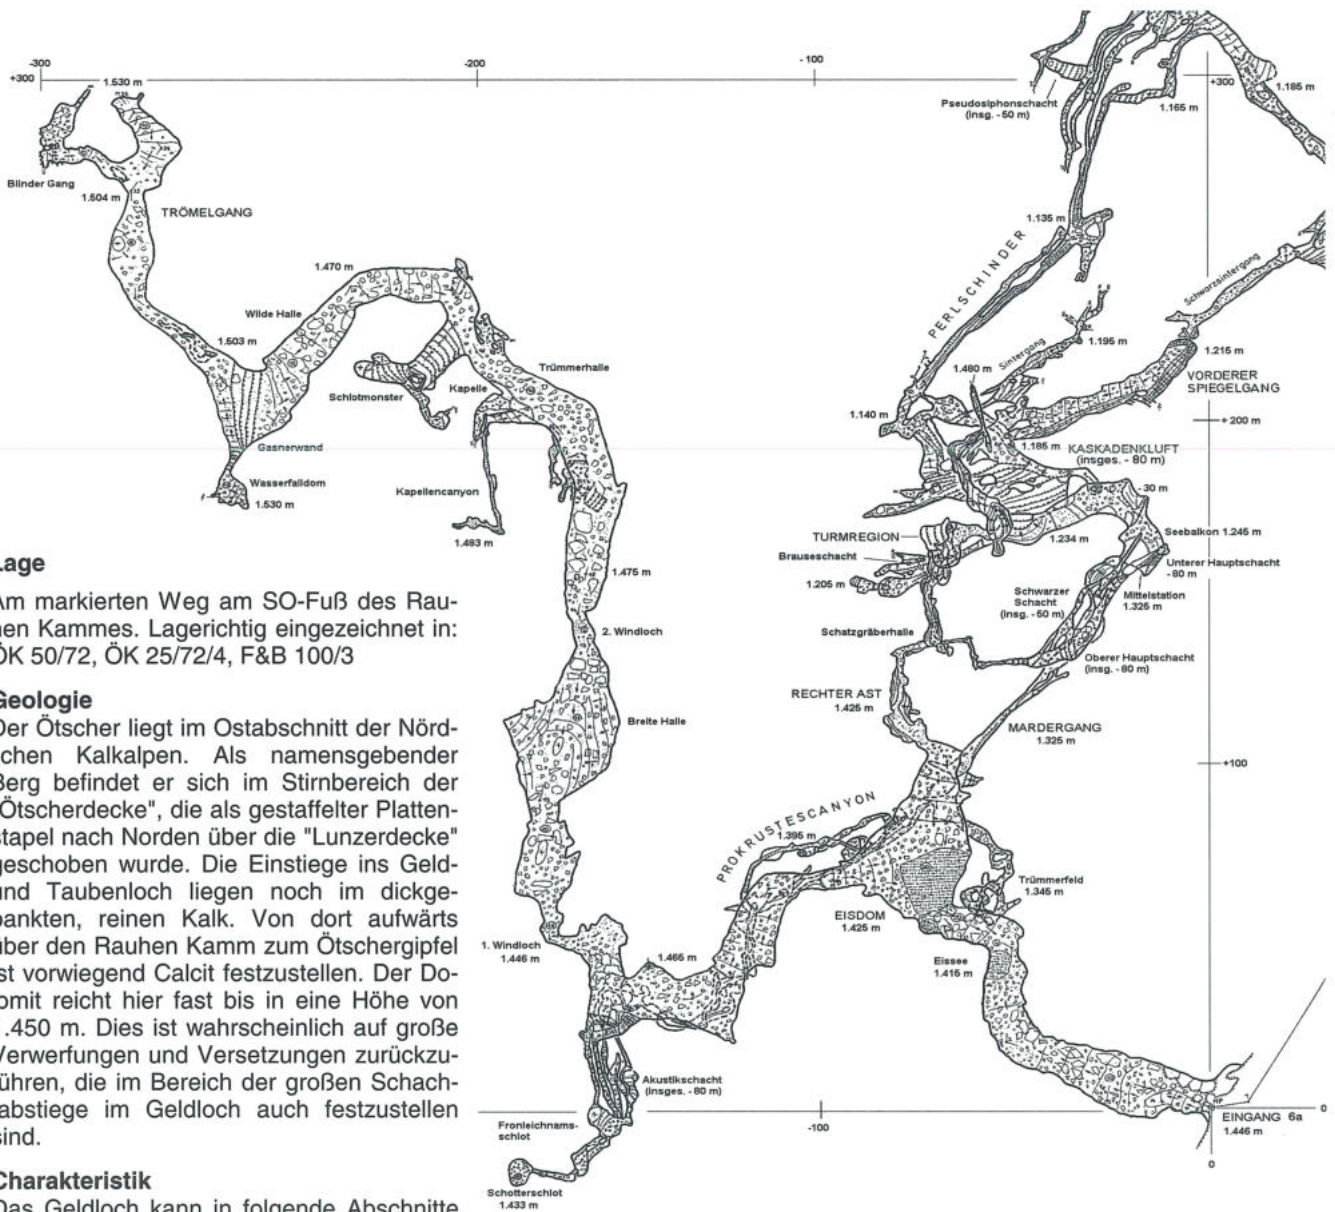 -300
+300
1.530 m
-200
- 100
Pseudosiphonschacht
(insg. - 50 m)
1.165 m
+300
1.185 m
Blinder Gang
1.504 m
TRÖMELGANG
1.135 m
PERLSCHINDER
Schwarzsintergang
1.470 m
Wilde Halle
1.503 m
Sintergang
1.195 m
1.215 m
Trümmerhalle
Kapelle
Schlotmonster
1.480 m
VORDERER
SPIEGELGANG
1.140 m
+ 200 m
Gasnerwand
1.185 m
KASKADENKLUFT
(insges. - 80 m)
Wasserfalldom
1.530 m
Kapellencanyon
1.483 m
- 30 m
TURMREGION
Seebalkon 1.245 m
1.234 m
Brauseschacht
Unterer Hauptschacht
- 80 m
1.475 m
1.205 m
Schwarzer
Schacht
(insg. - 50 m)
Mittelstation
1.325 m
2. Windloch
Schatzgräberhalle
Oberer Hauptschacht
(insg. - 80 m)
RECHTER AST
1.425 m
Breite Halle
MARDERGANG
1.325 m
+100
PROKRUSTESCANYON
1.395 m
Trümmerfeld
1.345 m
EISDOM
1.425 m
1. Windloch
1.446 m
1.465 m
Eissee
1.415 m
Akustikschacht
(insges. - 80 m)
Fronleichnams-
schlot
-100
EINGANG 6a
1.446 m
0
0
Schotterschlot
1.433 m
Lage
Am markierten Weg am SO-Fuß des Rau-
hen Kammes. Lagerichtig eingezeichnet in:
ÖK 50/72, ÖK 25/72/4, F&B 100/3
Geologie
Der Ötscher liegt im Ostabschnitt der Nörd-
lichen Kalkalpen. Als namensgebender
Berg befindet er sich im Stirnbereich der
"Ötscherdecke", die als gestaffelter Platten-
stapel nach Norden über die "Lunzerdecke"
geschoben wurde. Die Einstiege ins Geld-
und Taubenloch liegen noch im dickge-
bankten, reinen Kalk. Von dort aufwärts
über den Rauhen Kamm zum Ötschergipfel
ist vorwiegend Calcit festzustellen. Der Do-
lomit reicht hier fast bis in eine Höhe von
1.450 m. Dies ist wahrscheinlich auf große
Verwerfungen und Versetzungen zurückzu-
führen, die im Bereich der großen Schach-
tabstiege im Geldloch auch festzustellen
sind.
Charakteristik
Das Geldloch kann in folgende Abschnitte